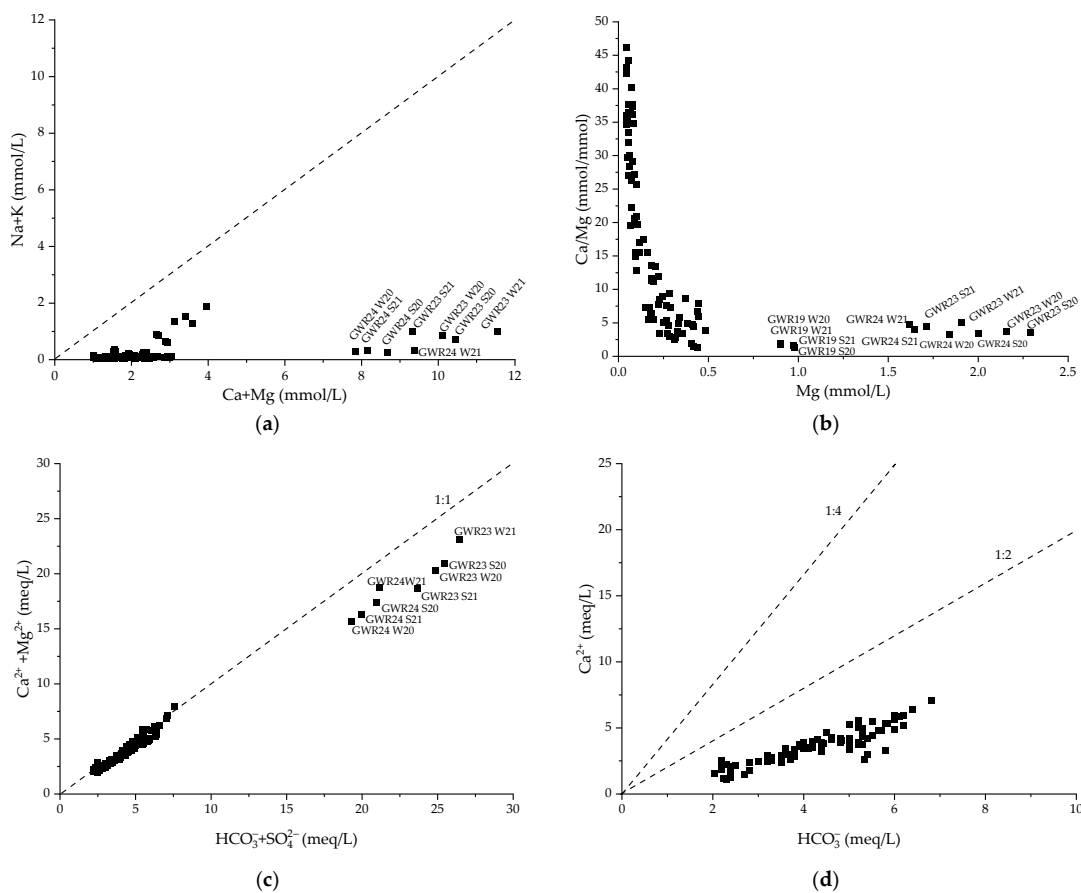 12
10
8
6
4
2
0
Na+K (mmol/L)
GWR24 W20
GWR24 S21
GWR24 S20
GWR23 S21
GWR23 W20
GWR23 S20
GWR23 W21
GWR24 W21
0 2 4 6 8 10 12
Ca+Mg (mmol/L)
(a)
50
45
40
35
30
25
20
15
10
5
0
Ca/Mg (mmol/mmol)
GWR19 W20
GWR19 W21
GWR19 S21
GWR19 S20
GWR24 W21
GWR24 S21
GWR23 S21
GWR24 W20
GWR23 W21
GWR24 S20
GWR23 W20
GWR23 S20
0.0 0.5 1.0 1.5 2.0 2.5
Mg (mmol/L)
(b)
30
25
20
15
10
5
0
Ca²⁺ +Mg²⁺ (meq/L)
1:1
GWR23 W21
GWR23 S20
GWR23 W20
GWR24W21
GWR23 S21
GWR24 S20
GWR24 S21
GWR24 W20
0 5 10 15 20 25 30
HCO₃⁻+SO₄²⁻ (meq/L)
(c)
25
20
15
10
5
0
Ca²⁺ (meq/L)
1:4
1:2
0 2 4 6 8 10
HCO₃⁻ (meq/L)
(d)